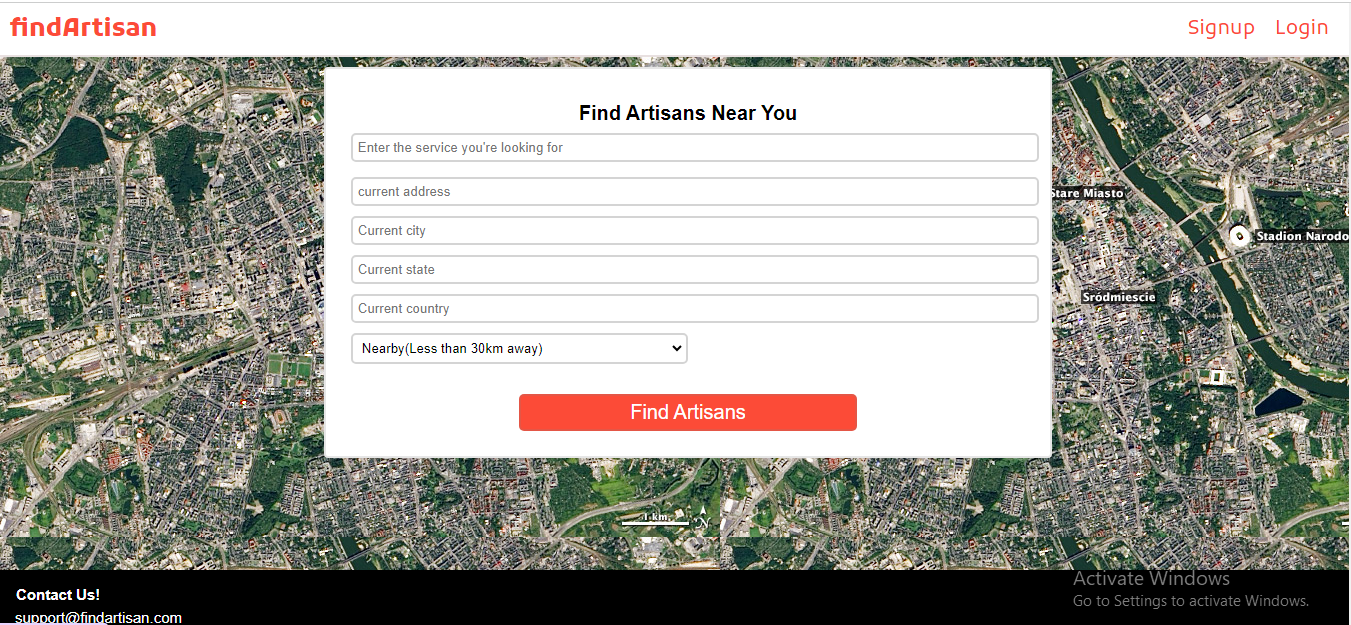 findArtisan
Signup Login
Find Artisans Near You
Enter the service you're looking for
current address
Stare Miasto
Current city
Stadion Narodo
Current state
Śródmieście
Current country
Nearby(Less than 30km away)
Find Artisans
1 km
N
Contact Us!
support@findartisan.com
Activate Windows
Go to Settings to activate Windows.